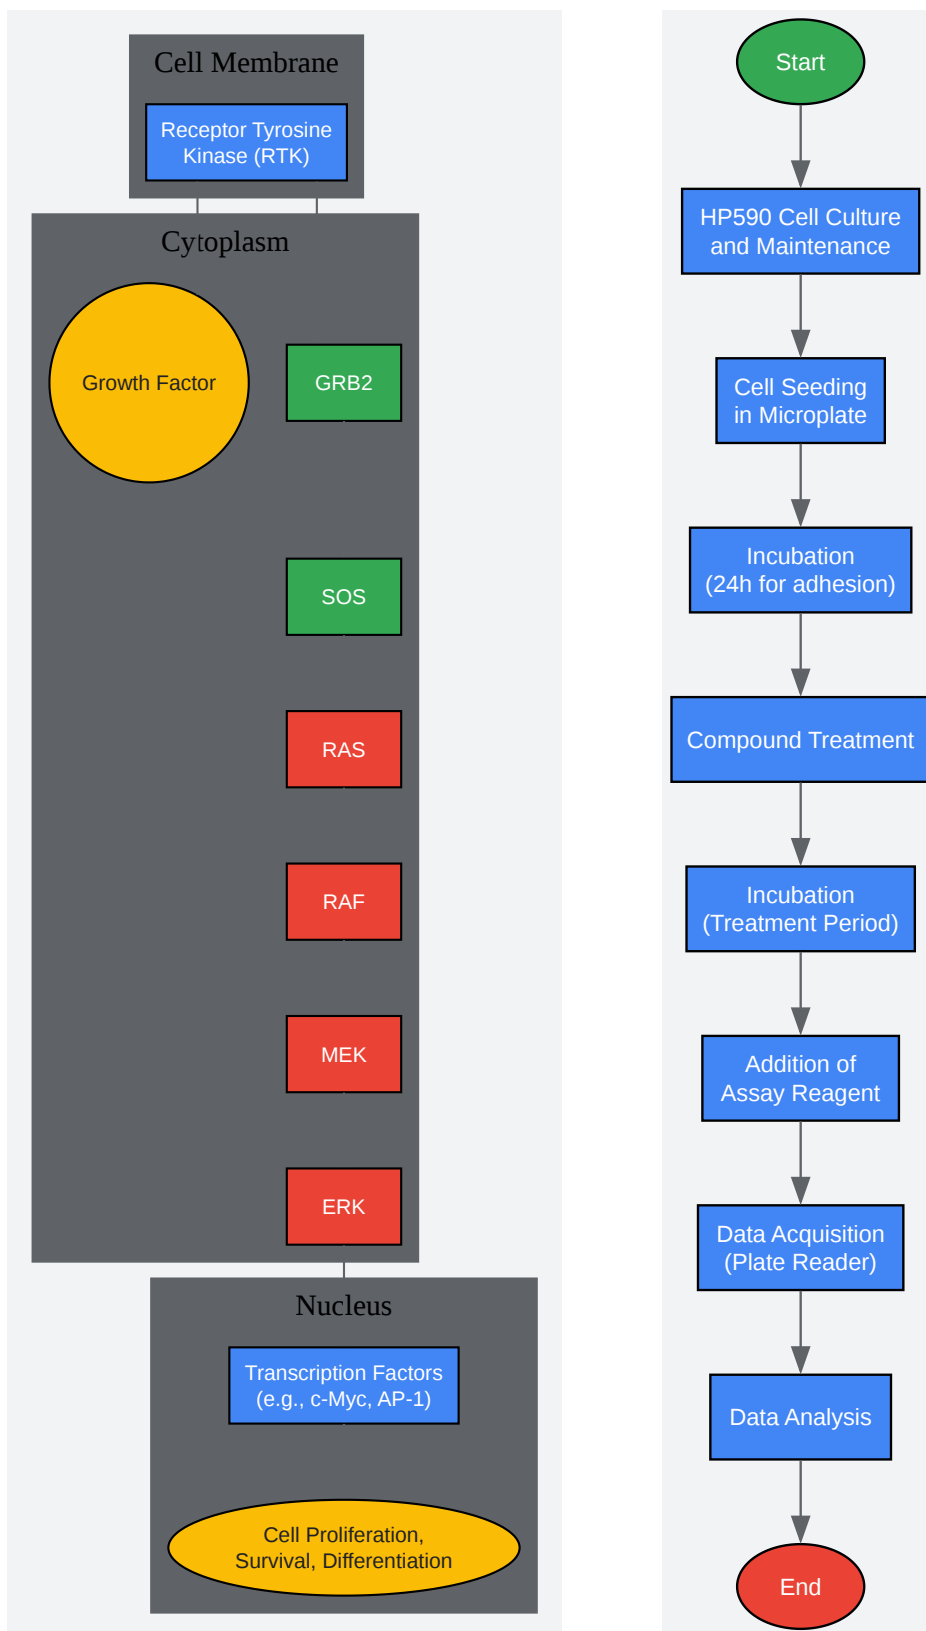 Cell Membrane
Receptor Tyrosine
Kinase (RTK)
Cytoplasm
Growth Factor
GRB2
SOS
RAS
RAF
MEK
ERK
Nucleus
Transcription Factors
(e.g., c-Myc, AP-1)
Cell Proliferation,
Survival, Differentiation
Start
HP590 Cell Culture
and Maintenance
Cell Seeding
in Microplate
Incubation
(24h for adhesion)
Compound Treatment
Incubation
(Treatment Period)
Addition of
Assay Reagent
Data Acquisition
(Plate Reader)
Data Analysis
End